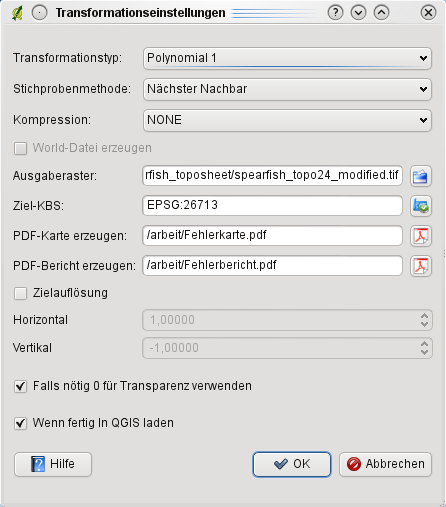 Transformationseinstellungen
Transformationstyp: Polynomial 1
Stichprobenmethode: Nächster Nachbar
Kompression: NONE
World-Datei erzeugen
Ausgaberaster: rfish_toposheet/spearfish_topo24_modified.tif
Ziel-KBS: EPSG:26713
PDF-Karte erzeugen: /arbeit/Fehlerkarte.pdf
PDF-Bericht erzeugen: /arbeit/Fehlerbericht.pdf
Zielauflösung
Horizontal 1,00000
Vertikal -1,00000
Falls nötig 0 für Transparenz verwenden
Wenn fertig In QGIS laden
Hilfe OK Abbrechen